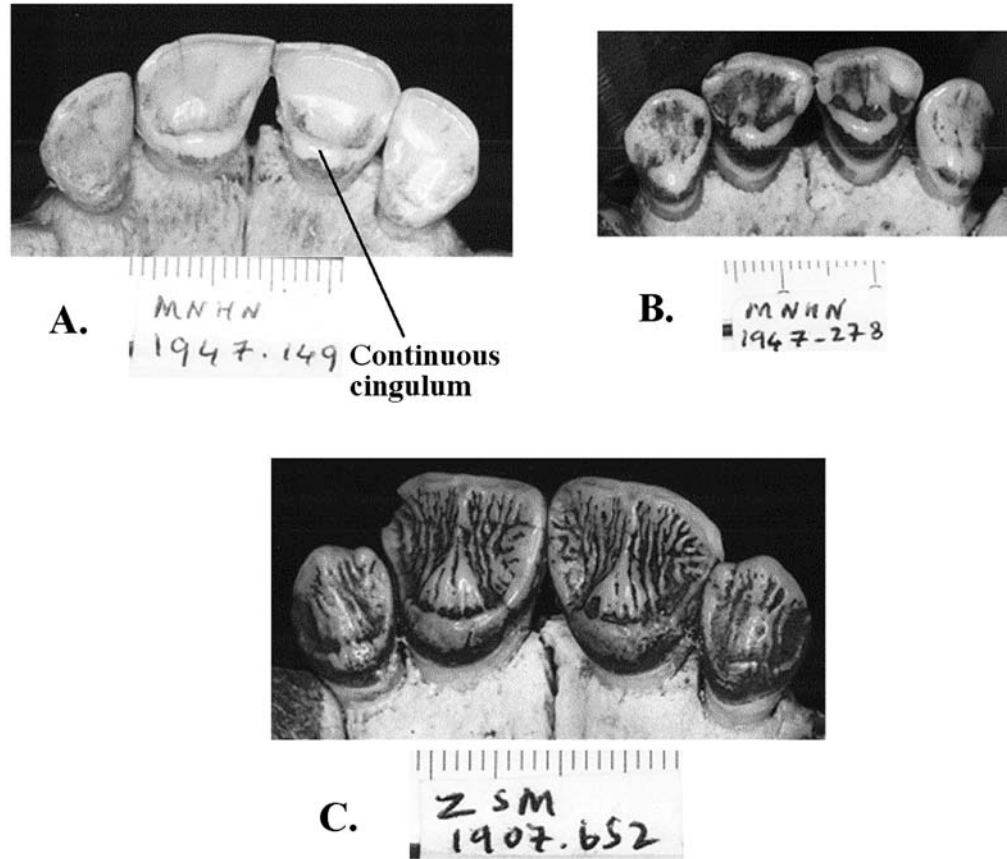 A.
MNHN
1947.149
Continuous
cingulum
B.
MNHN
1947-278
C.
ZSM
1907.652